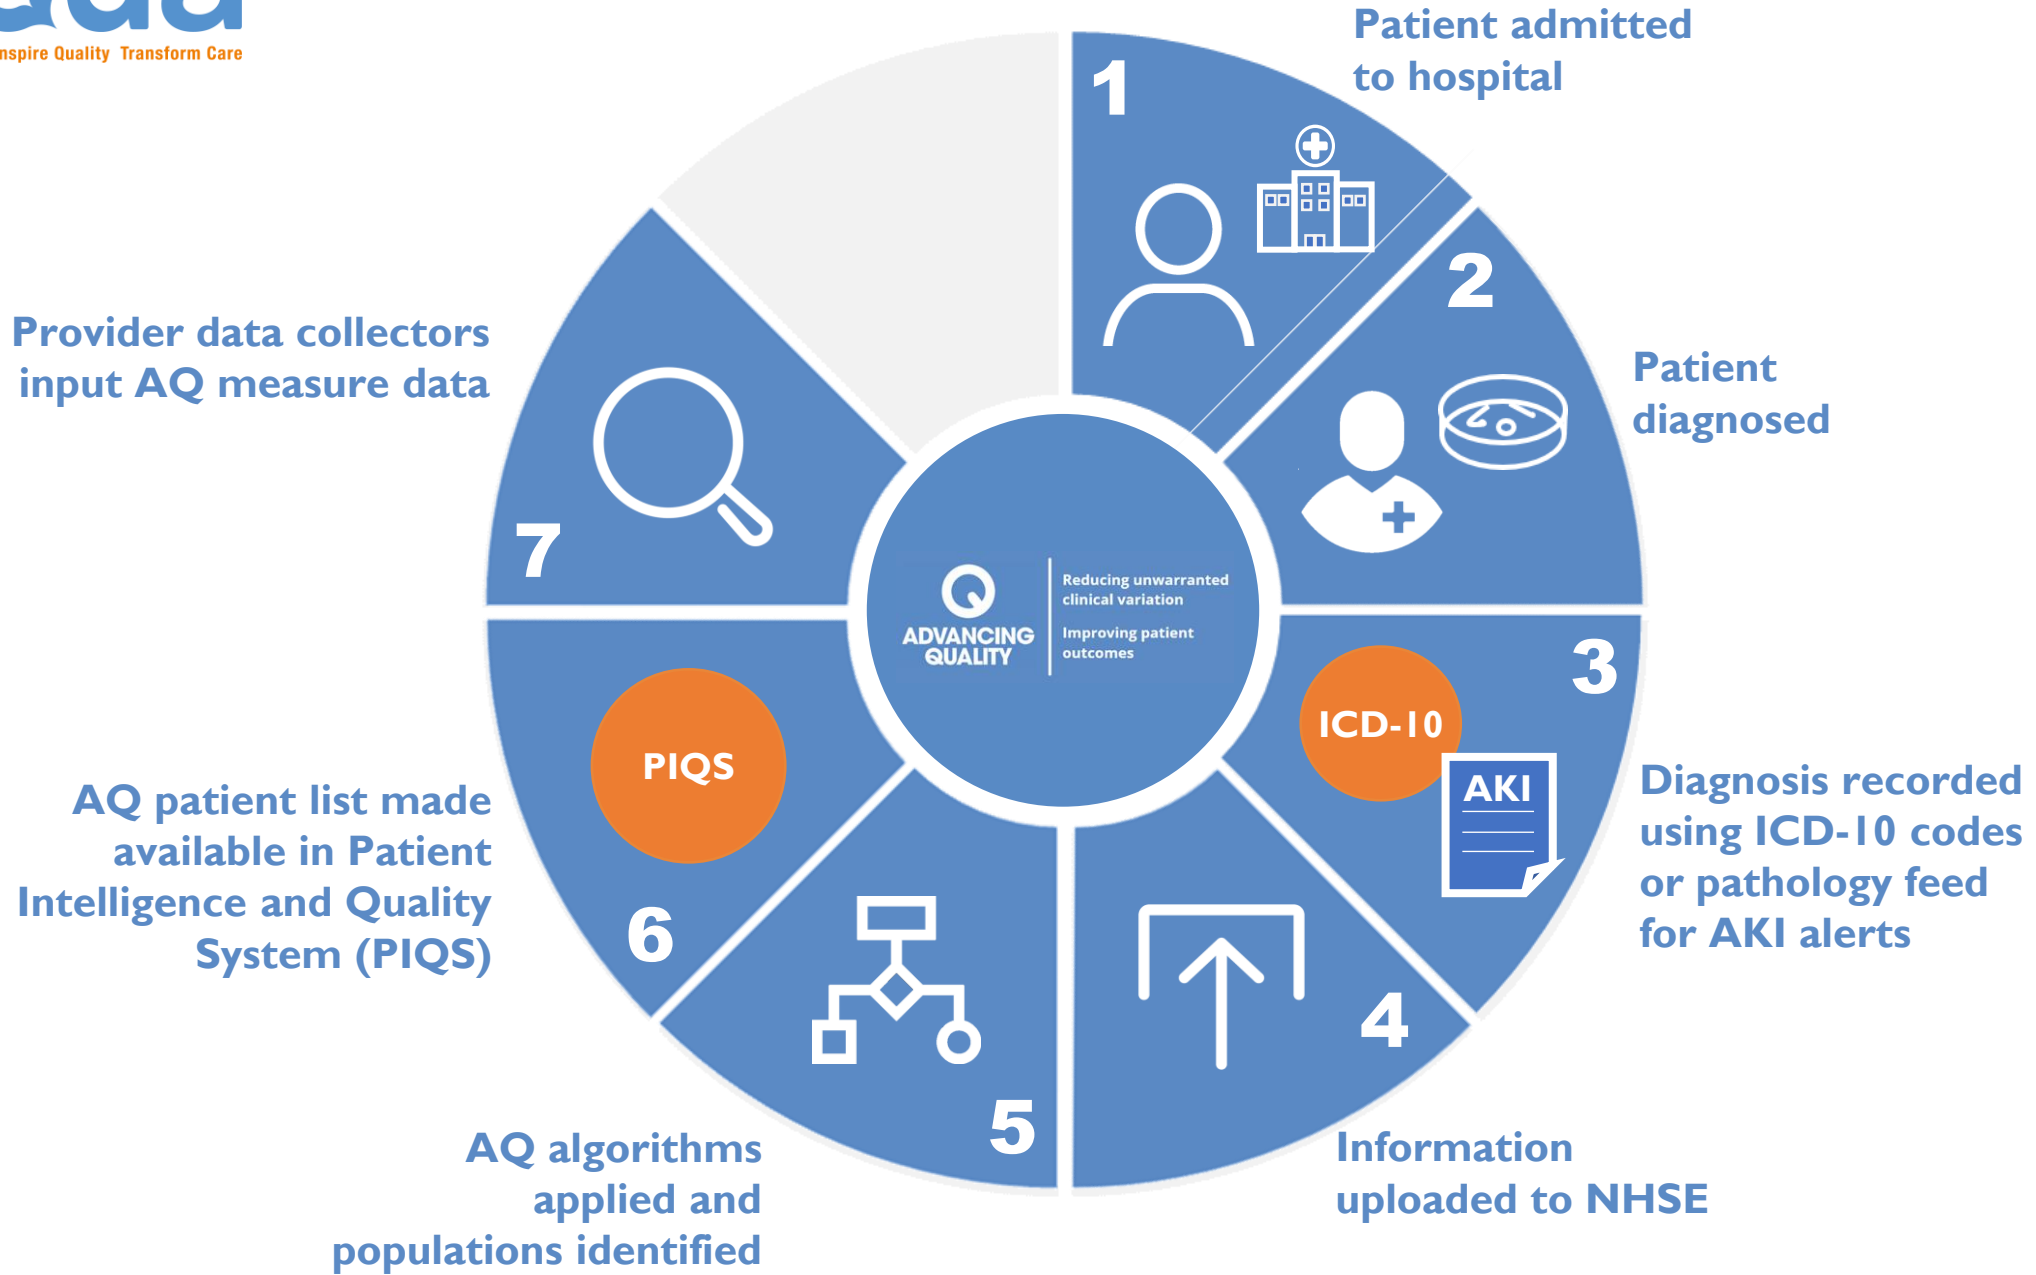 Inspire Quality Transform Care
1
Patient admitted
to hospital
2
Patient
diagnosed
3
ICD-10
AKI
Diagnosis recorded
using ICD-10 codes
or pathology feed
for AKI alerts
4
Information
uploaded to NHSE
5
AQ algorithms
applied and
populations identified
6
PIQS
AQ patient list made
available in Patient
Intelligence and Quality
System (PIQS)
7
Provider data collectors
input AQ measure data
ADVANCING
QUALITY
Reducing unwarranted
clinical variation
Improving patient
outcomes